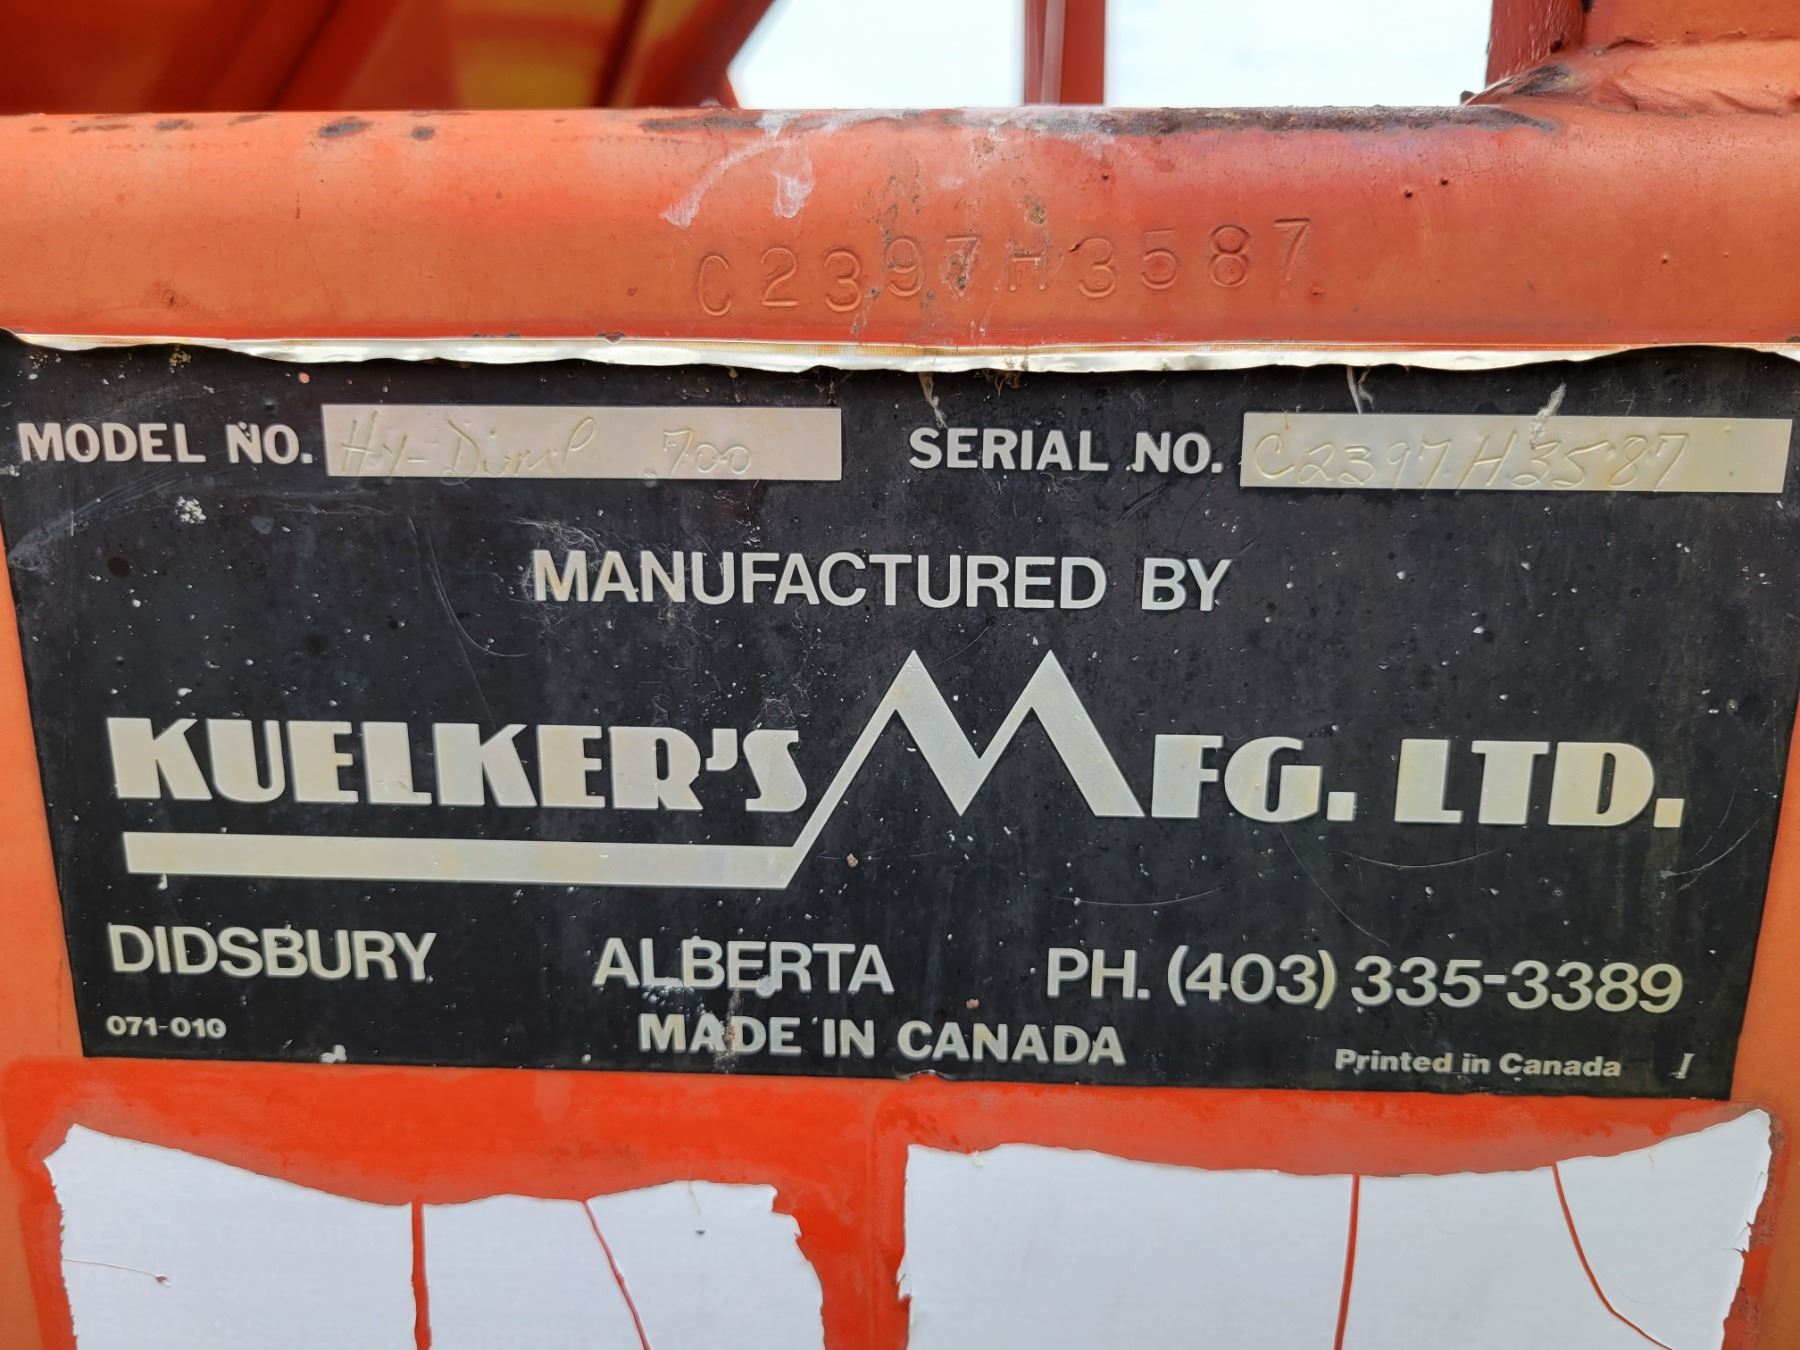 C2397H3587
MODEL NO. Hy- 700 SERIAL NO. C2397H3587
MANUFACTURED BY
KUELKER'S MFG. LTD.
DIDSBURY ALBERTA PH. (403) 335-3389
071-010 MADE IN CANADA
Printed in Canada I